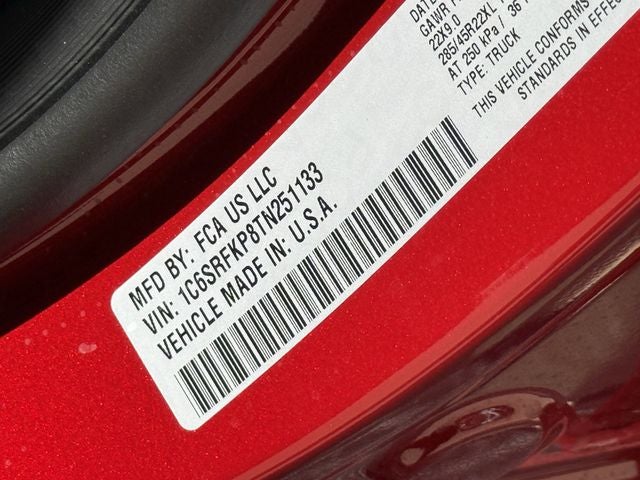 MFD BY: FCA US LLC
VIN: 1C6SRFKP8TN251133
VEHICLE MADE IN: U.S.A.
GAWR
22X9.0
285/45R22XL
AT 250 kPa / 36
TYPE: TRUCK
THIS VEHICLE CONFORMS
STANDARDS IN EFFE